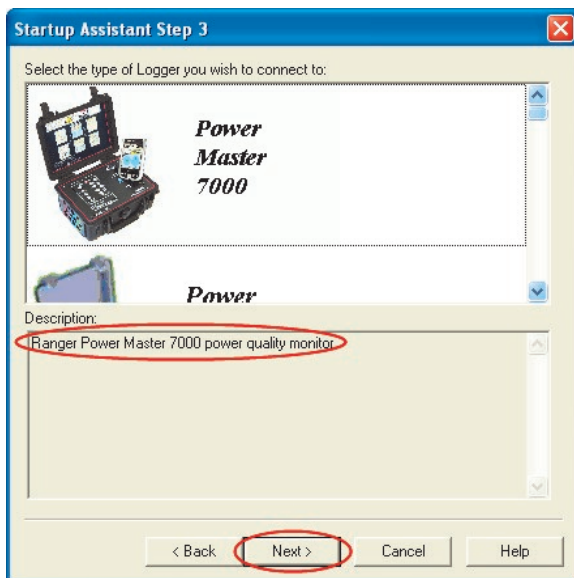 Startup Assistant Step 3
Select the type of Logger you wish to connect to:
Power
Master
7000
Power
Description:
Ranger Power Master 7000 power quality monitor
< Back
Next >
Cancel
Help